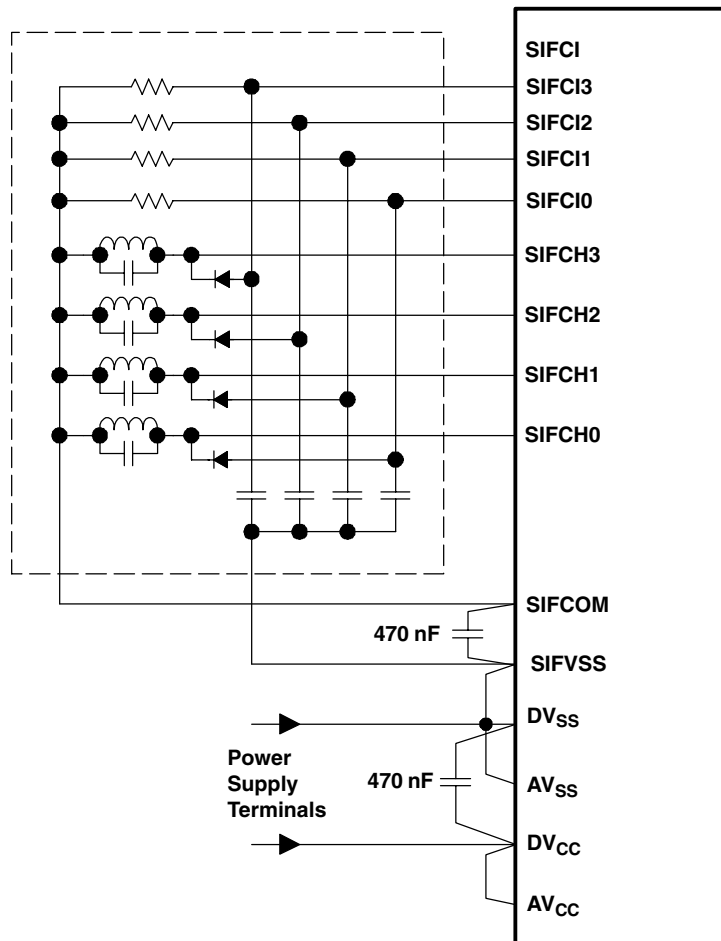 SIFCI
SIFCI3
SIFCI2
SIFCI1
SIFCI0
SIFCH3
SIFCH2
SIFCH1
SIFCH0
SIFCOM
470 nF
SIFVSS
DVSS
Power
Supply
Terminals
470 nF
AVSS
DVCC
AVCC